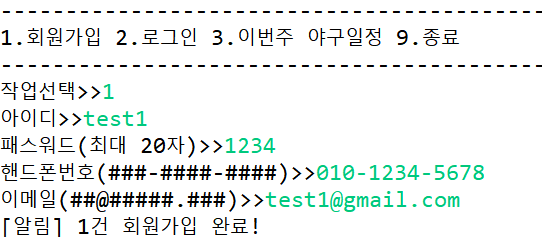 --------------------------------------------
1.회원가입 2.로그인 3.이번주 야구일정 9.종료
--------------------------------------------
작업선택>>1
아이디>>test1
패스워드(최대 20자)>>1234
핸드폰번호(###-####-####)>>010-1234-5678
이메일(##@#####.###)>>test1@gmail.com
[알림] 1건 회원가입 완료!